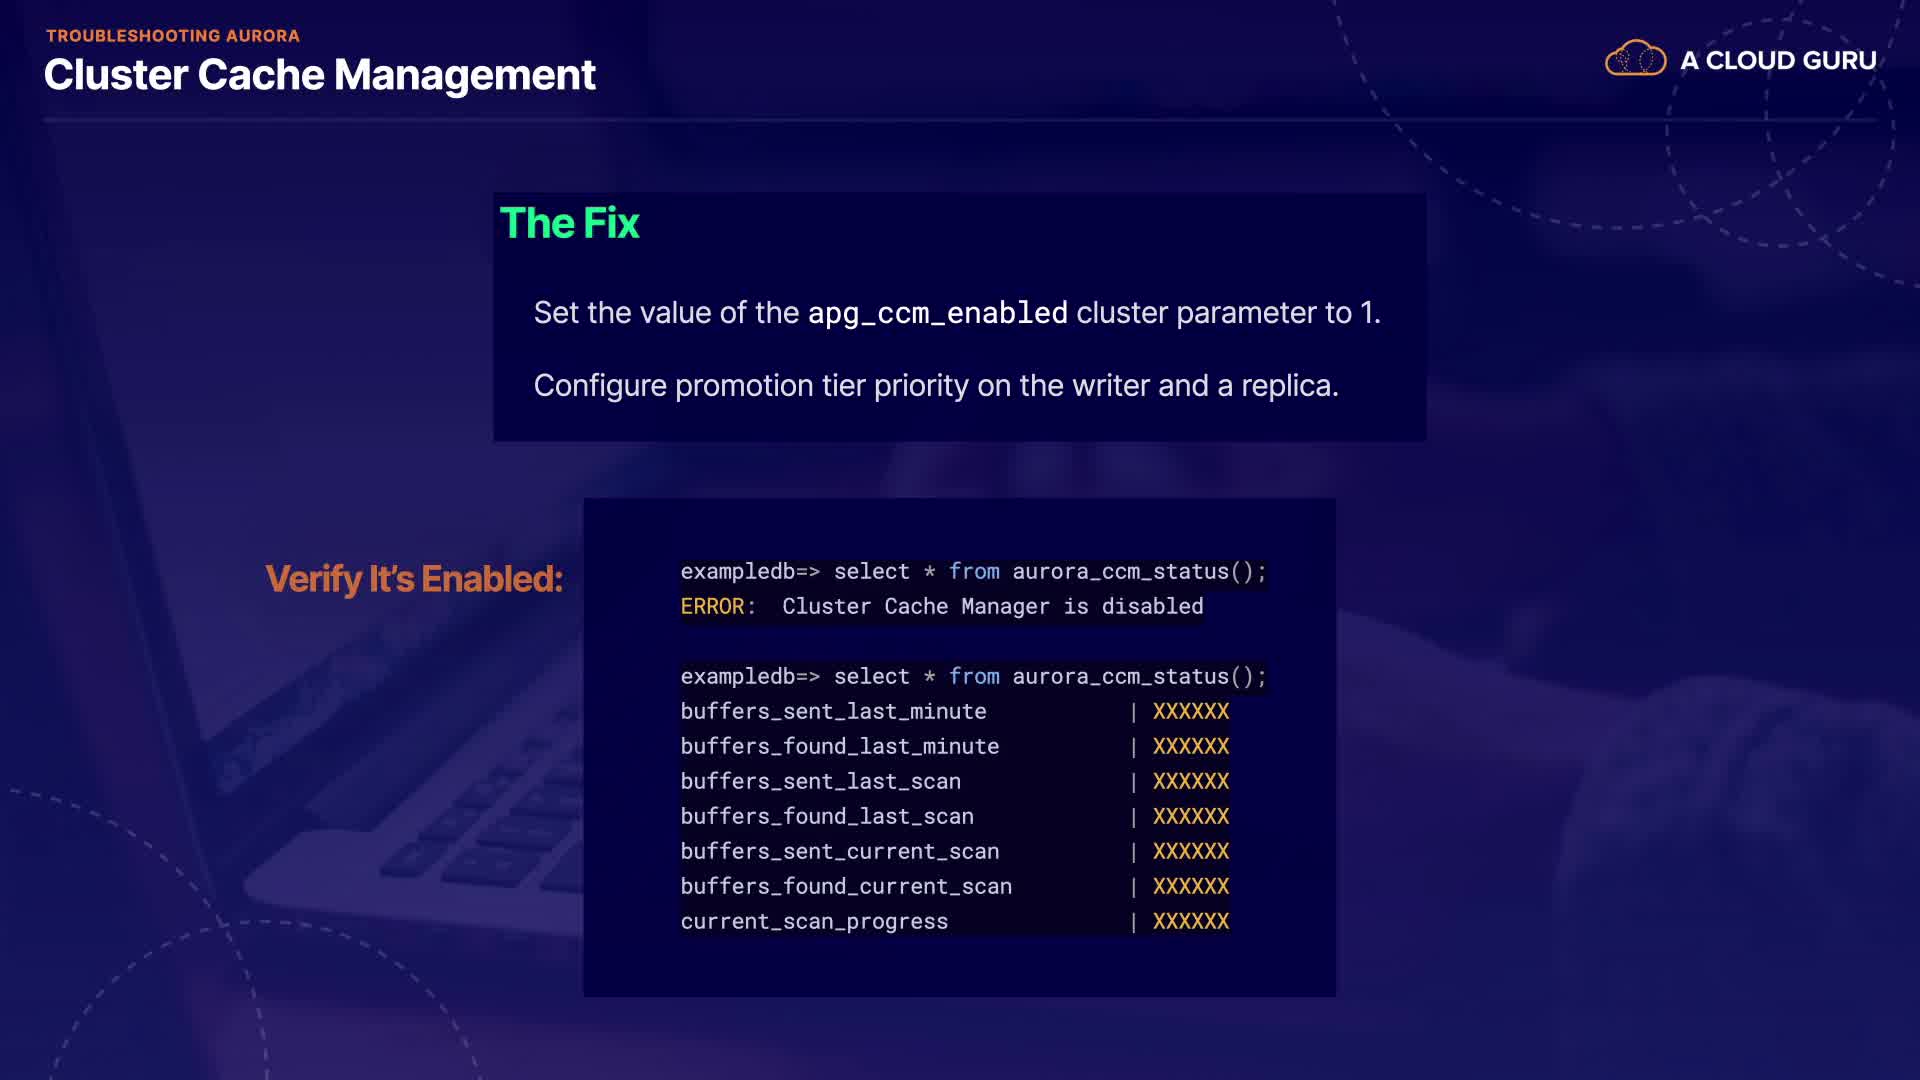 TROUBLESHOOTING AURORA
Cluster Cache Management
A CLOUD GURU
The Fix
Set the value of the apg_ccm_enabled cluster parameter to 1.
Configure promotion tier priority on the writer and a replica.
Verify It's Enabled:
exampledb=> select * from aurora_ccm_status();
ERROR:  Cluster Cache Manager is disabled
exampledb=> select * from aurora_ccm_status();
buffers_sent_last_minute | XXXXXX
buffers_found_last_minute | XXXXXX
buffers_sent_last_scan | XXXXXX
buffers_found_last_scan | XXXXXX
buffers_sent_current_scan | XXXXXX
buffers_found_current_scan | XXXXXX
current_scan_progress | XXXXXX